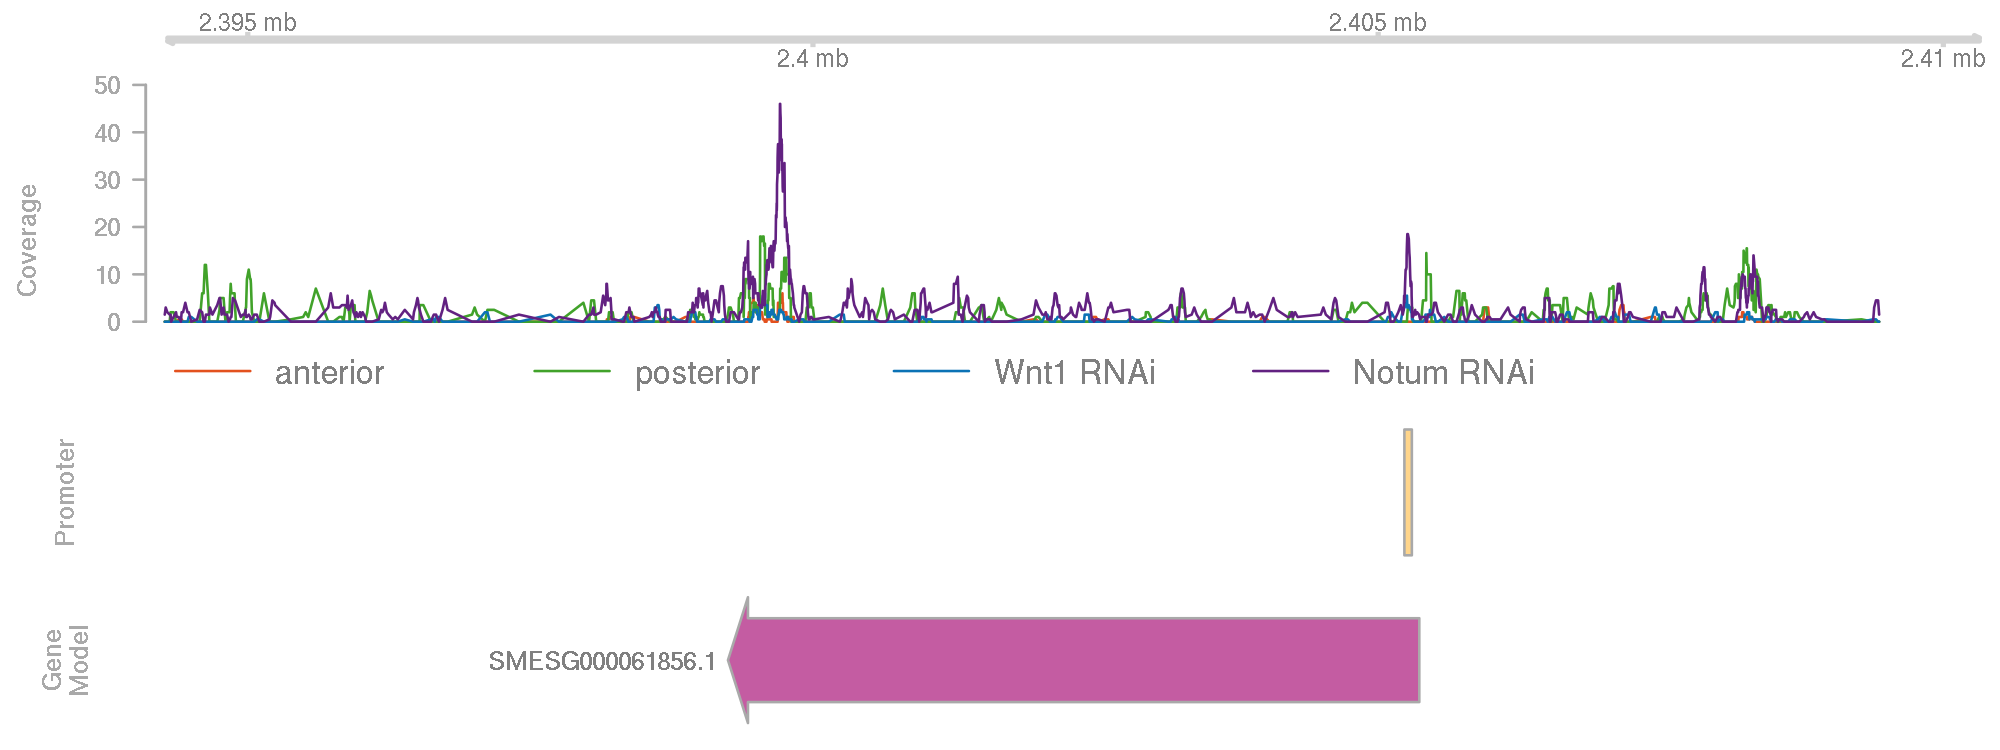 2.395 mb
2.405 mb
2.4 mb
2.41 mb
Coverage
50
40
30
20
10
0
anterior posterior Wnt1 RNAi Notum RNAi
Promoter
Gene
Model
SMESG000061856.1